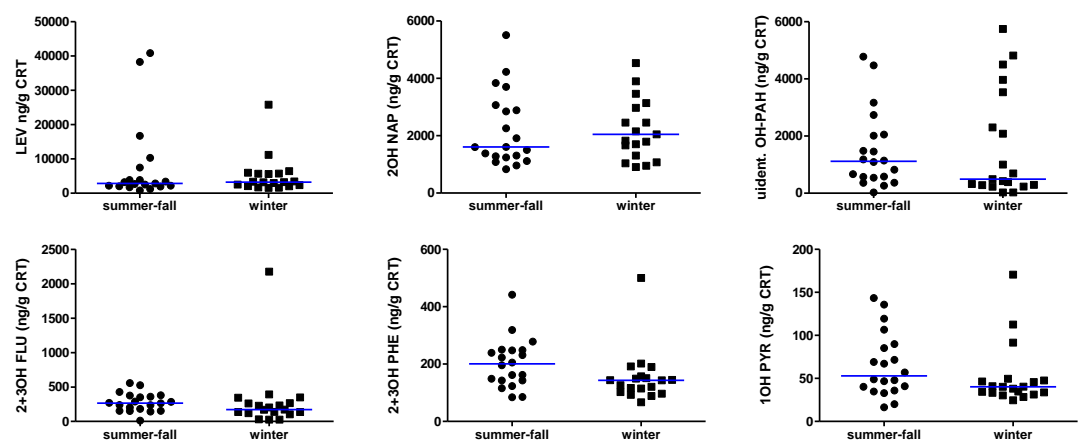 LEV ng/g CRT
50000
40000
30000
20000
10000
0
summer-fall winter
2OH NAP (ng/g CRT)
6000
4000
2000
0
summer-fall winter
uident. OH-PAH (ng/g CRT)
6000
4000
2000
0
summer-fall winter
2+3OH FLU (ng/g CRT)
2500
2000
1500
1000
500
0
summer-fall winter
2+3OH PHE (ng/g CRT)
600
400
200
0
summer-fall winter
1OH PYR (ng/g CRT)
200
150
100
50
0
summer-fall winter